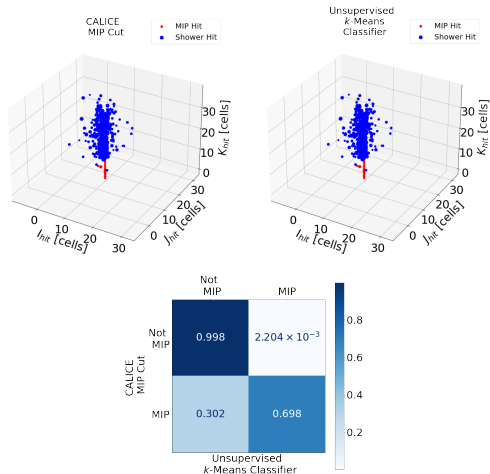 CALICE
MIP Cut
MIP Hit
Shower Hit
Unsupervised
k-Means
Classifier
MIP Hit
Shower Hit
30
20
10
0
K_hit [cells]
30
20
10
0
J_hit [cells]
0
10
20
30
I_hit [cells]
30
20
10
0
K_hit [cells]
30
20
10
0
J_hit [cells]
0
10
20
30
I_hit [cells]
Not
MIP
MIP
Not
MIP
0.998
2.204 × 10⁻³
CALICE
MIP Cut
MIP
0.302
0.698
Unsupervised
k-Means Classifier
0.8
0.6
0.4
0.2